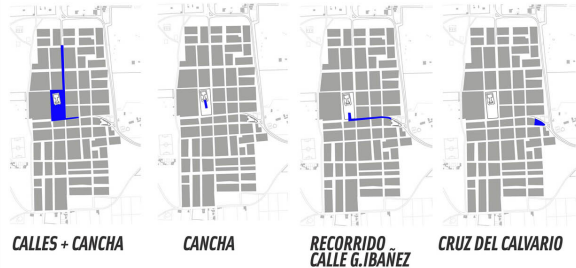 CALLES + CANCHA
CANCHA
RECORRIDO
CALLE G.IBAÑEZ
CRUZ DEL CALVARIO